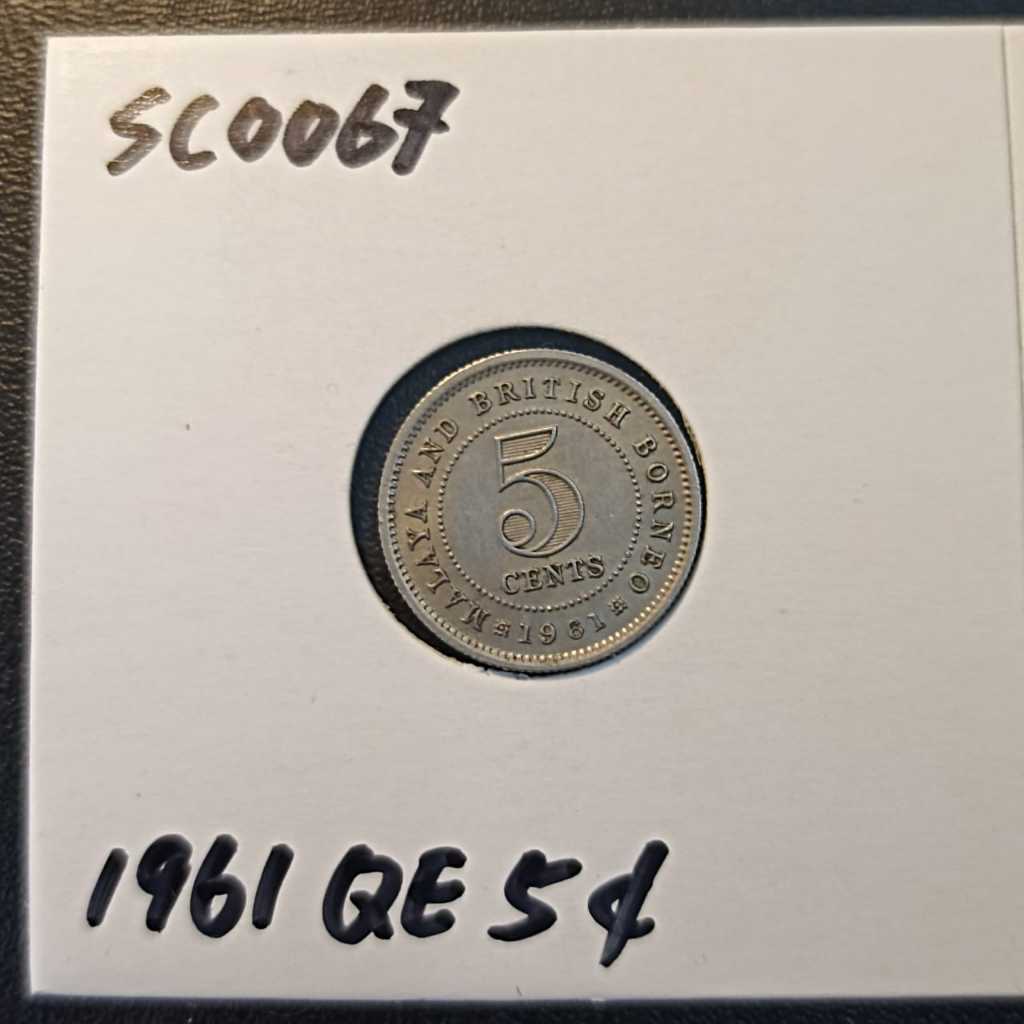 SC0067
MALAYA AND BRITISH BORNEO
5
CENTS
1961
1961 QE 5¢